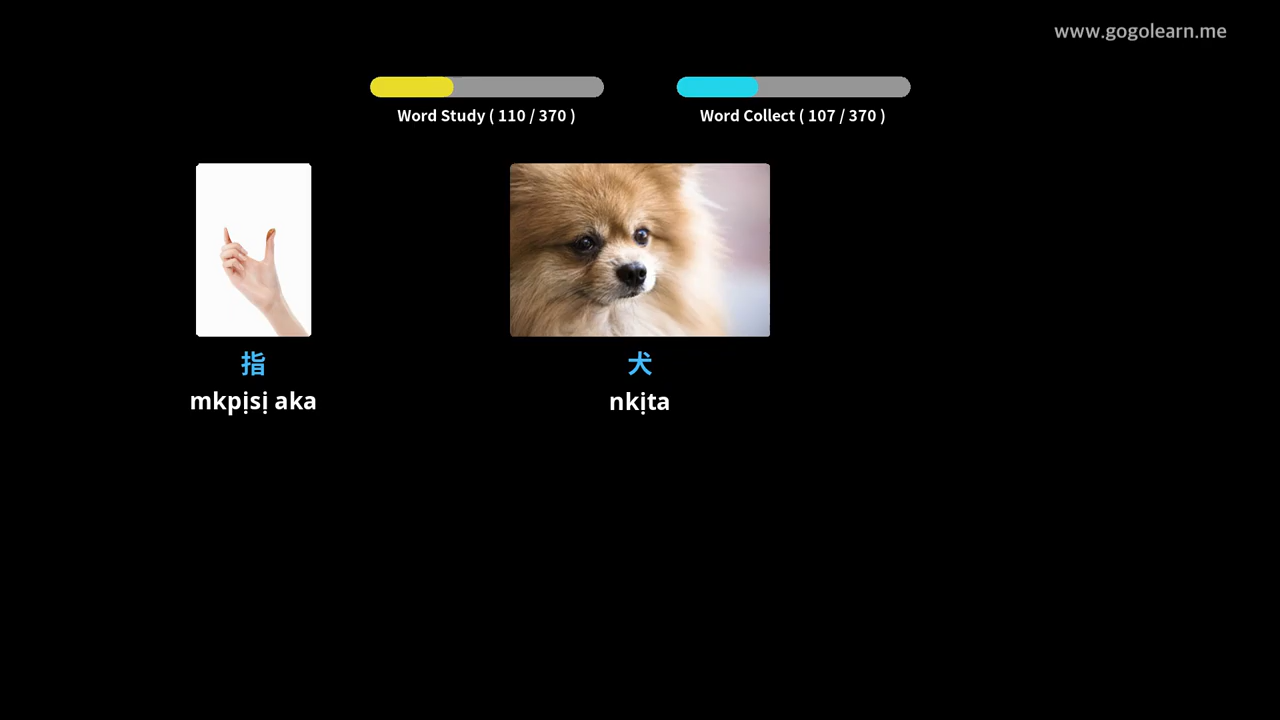 www.gogolearn.me
Word Study ( 110 / 370 )
Word Collect ( 107 / 370 )
指
mkpịsị aka
犬
nkịta